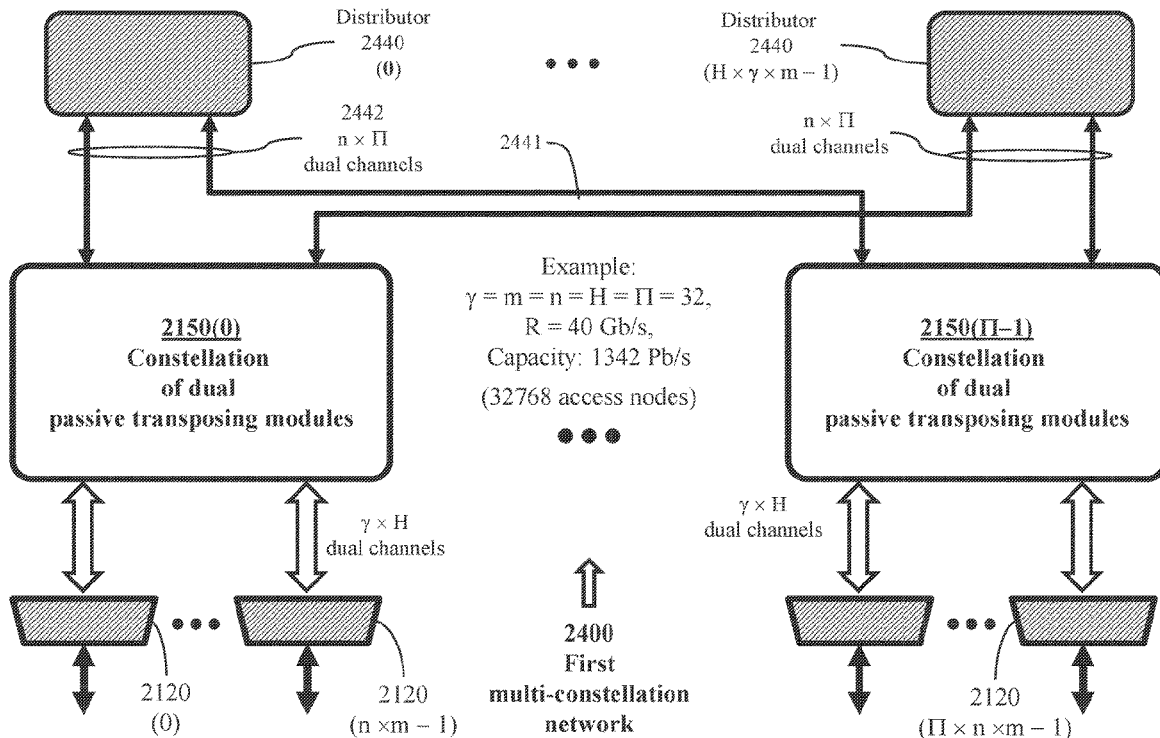 Distributor
2440
(0)
Distributor
2440
(H × γ × m – 1)
2442
n × Π
dual channels
2441
n × Π
dual channels
2150(0)
Constellation
of dual
passive transposing modules
Example:
γ = m = n = H = Π = 32,
R = 40 Gb/s,
Capacity: 1342 Pb/s
(32768 access nodes)
2150(Π–1)
Constellation
of dual
passive transposing modules
γ × H
dual channels
γ × H
dual channels
2400
First
multi-constellation
network
2120
(0)
2120
(n ×m – 1)
2120
(Π × n ×m – 1)